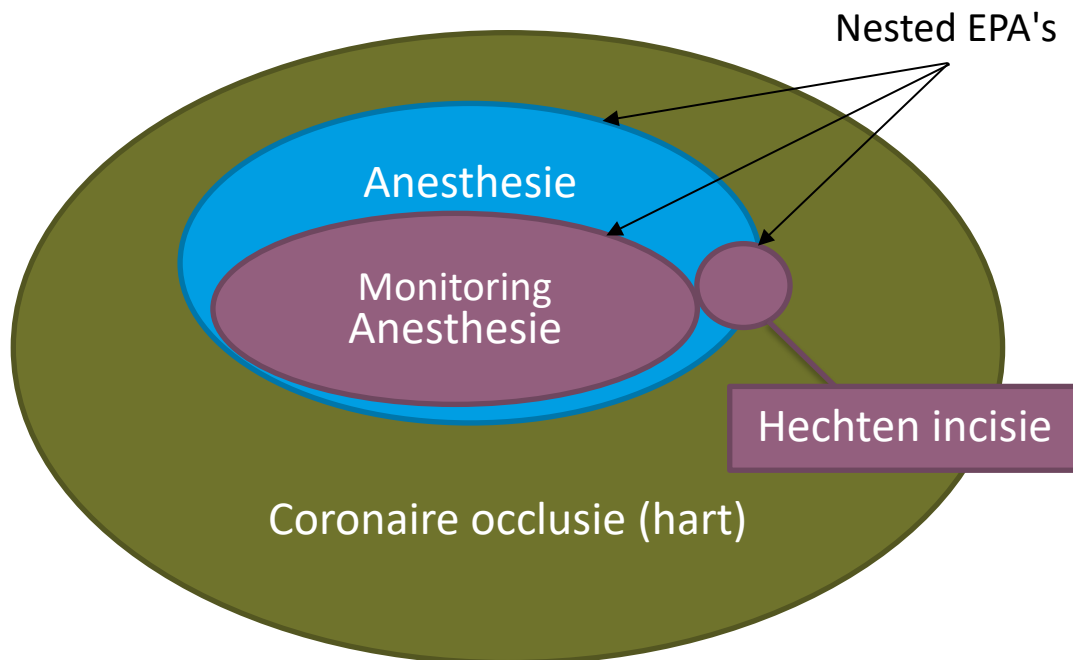 Nested EPA's
Anesthesie
Monitoring
Anesthesie
Hechten incisie
Coronaire occlusie (hart)